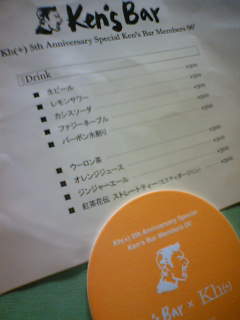 Ken's Bar
Kh(+) 8th Anniversary Special Ken's Bar Members 06'
Drink
■ 生ビール
■ レモンサワー
■ カシスソーダ
■ ファジーネーブル
■ バーボン水割り
■ ウーロン茶
■ オレンジジュース
■ ジンジャーエール
■ 紅茶花伝 ストレートティー
Kh(+) 8th Anniversary Special
Ken's Bar Members 06'
Ken's Bar × Kh(+)